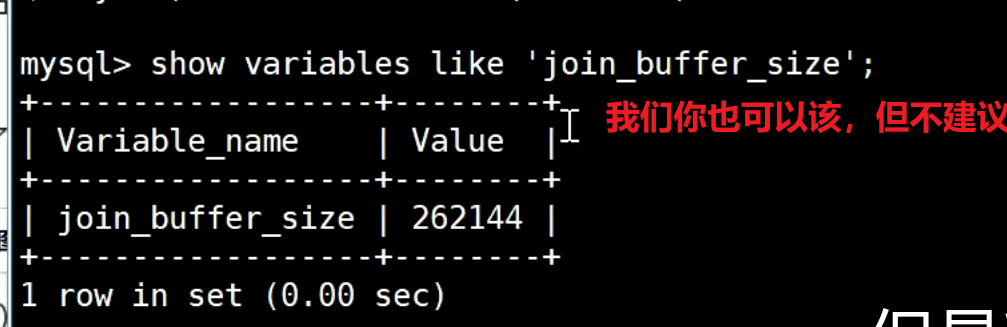 mysql> show variables like 'join_buffer_size';
+------------------+--------+
| Variable_name    | Value  |
我们你也可以该，但不建议
+------------------+--------+
| join_buffer_size | 262144 |
+------------------+--------+
1 row in set (0.00 sec)